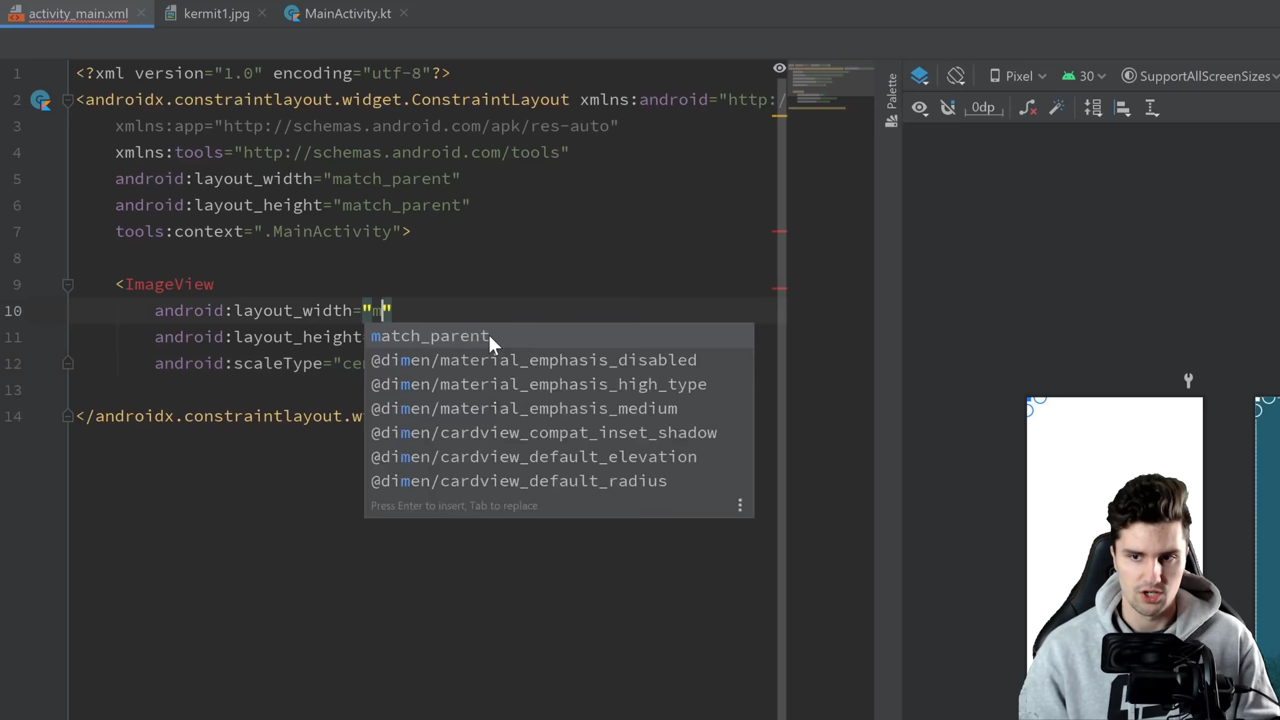 activity_main.xml
kermit1.jpg
MainActivity.kt
1 <?xml version="1.0" encoding="utf-8"?>
2 <androidx.constraintlayout.widget.ConstraintLayout xmlns:android="http:/
3 xmlns:app="http://schemas.android.com/apk/res-auto"
4 xmlns:tools="http://schemas.android.com/tools"
5 android:layout_width="match_parent"
6 android:layout_height="match_parent"
7 tools:context=".MainActivity">
8
9 <ImageView
10 android:layout_width="m"
11 android:layout_height
12 android:scaleType="ce
13
14 </androidx.constraintlayout.w
match_parent
@dimen/material_emphasis_disabled
@dimen/material_emphasis_high_type
@dimen/material_emphasis_medium
@dimen/cardview_compat_inset_shadow
@dimen/cardview_default_elevation
@dimen/cardview_default_radius
Press Enter to insert, Tab to replace
Palette
Pixel
30
SupportAllScreenSizes
0dp